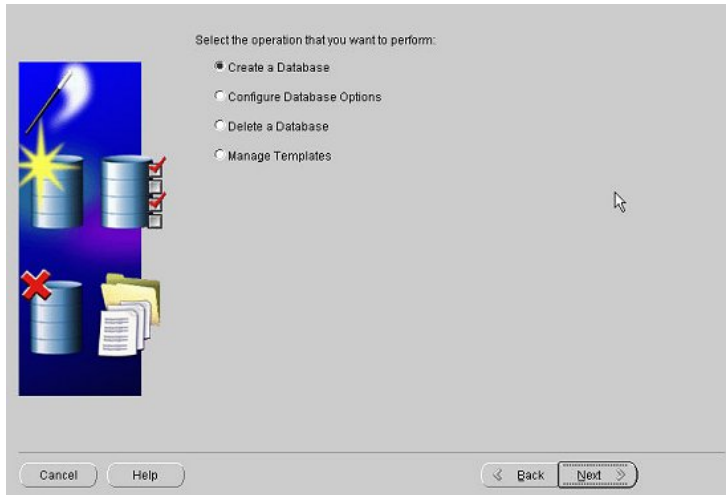 Select the operation that you want to perform:
Create a Database
Configure Database Options
Delete a Database
Manage Templates
Cancel Help Back Next